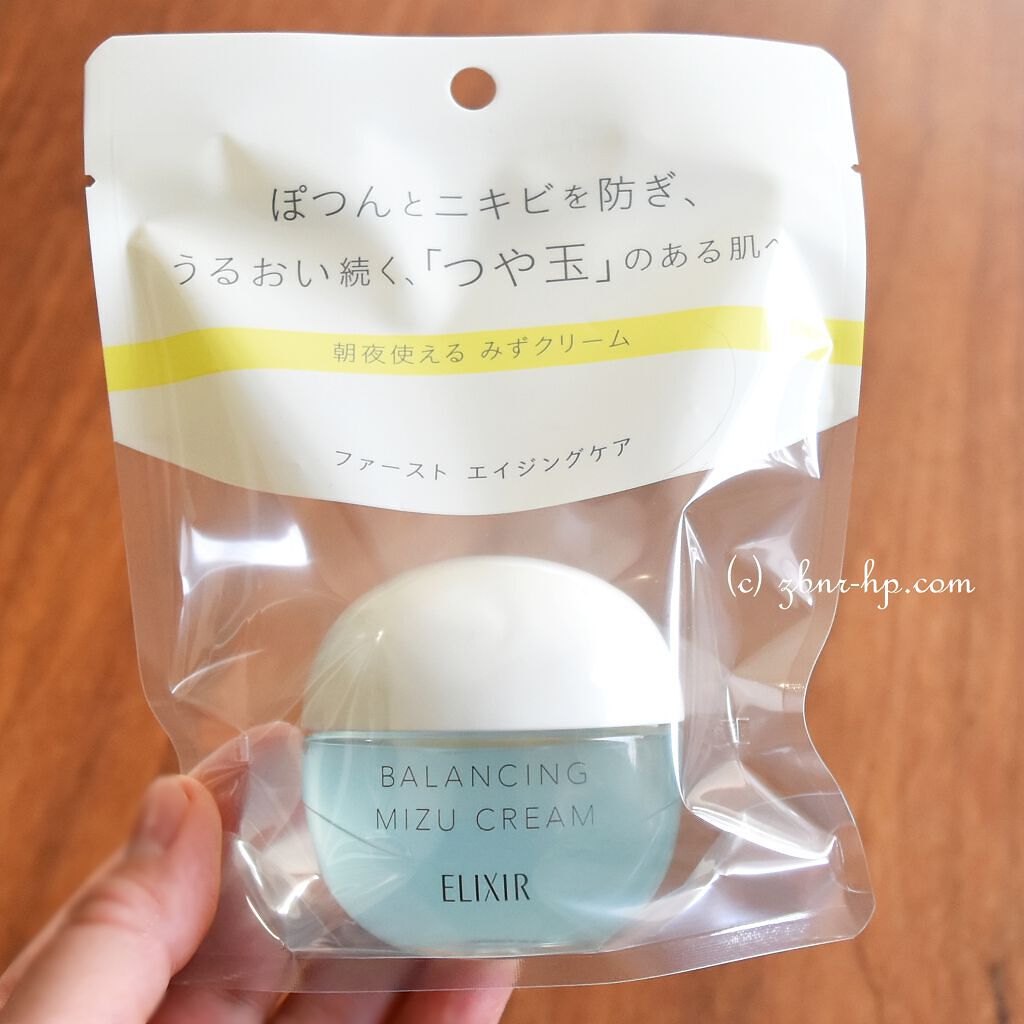 ぽつんとニキビを防ぎ、
うるおい続く、「つや玉」のある肌へ
朝夜使える みずクリーム
ファースト エイジングケア
(c) zbnr-hp.com
BALANCING
MIZU CREAM
ELIXIR